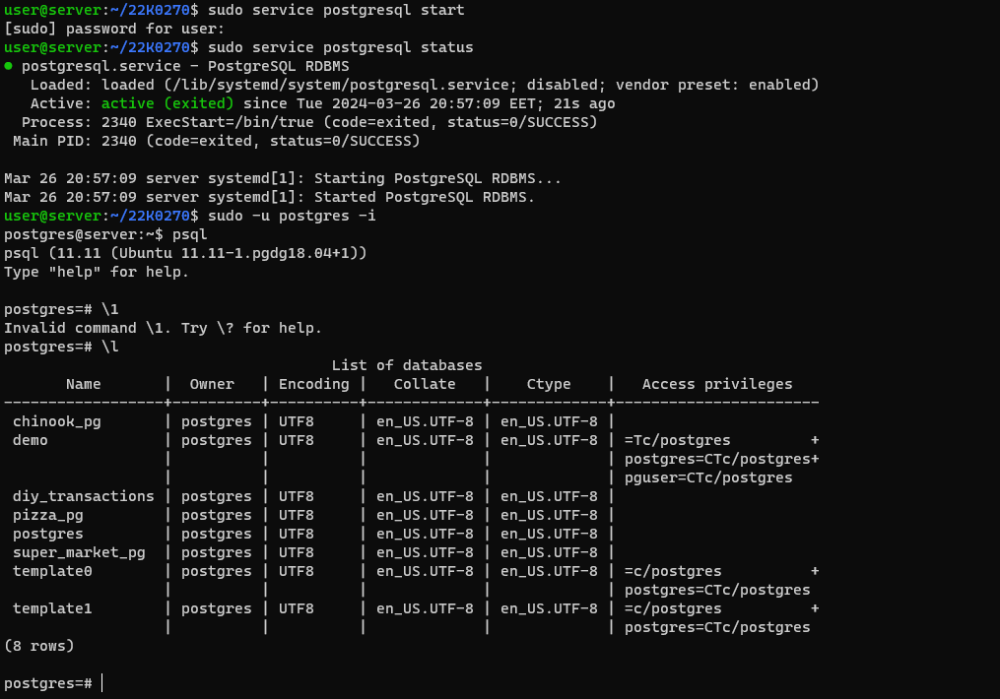 user@server:~/22K0270$ sudo service postgresql start
[sudo] password for user:
user@server:~/22K0270$ sudo service postgresql status
● postgresql.service - PostgreSQL RDBMS
   Loaded: loaded (/lib/systemd/system/postgresql.service; disabled; vendor preset: enabled)
   Active: active (exited) since Tue 2024-03-26 20:57:09 EET; 21s ago
  Process: 2340 ExecStart=/bin/true (code=exited, status=0/SUCCESS)
 Main PID: 2340 (code=exited, status=0/SUCCESS)

Mar 26 20:57:09 server systemd[1]: Starting PostgreSQL RDBMS...
Mar 26 20:57:09 server systemd[1]: Started PostgreSQL RDBMS.
user@server:~/22K0270$ sudo -u postgres -i
postgres@server:~$ psql
psql (11.11 (Ubuntu 11.11-1.pgdg18.04+1))
Type "help" for help.

postgres=# \1
Invalid command \1. Try \? for help.
postgres=# \l
                                     List of databases
       Name       |  Owner   | Encoding |   Collate   |    Ctype    |   Access privileges
------------------+----------+----------+-------------+-------------+-----------------------
 chinook_pg       | postgres | UTF8     | en_US.UTF-8 | en_US.UTF-8 |
 demo             | postgres | UTF8     | en_US.UTF-8 | en_US.UTF-8 | =Tc/postgres         +
                  |          |          |             |             | postgres=CTc/postgres+
                  |          |          |             |             | pguser=CTc/postgres
 diy_transactions | postgres | UTF8     | en_US.UTF-8 | en_US.UTF-8 |
 pizza_pg         | postgres | UTF8     | en_US.UTF-8 | en_US.UTF-8 |
 postgres         | postgres | UTF8     | en_US.UTF-8 | en_US.UTF-8 |
 super_market_pg  | postgres | UTF8     | en_US.UTF-8 | en_US.UTF-8 |
 template0        | postgres | UTF8     | en_US.UTF-8 | en_US.UTF-8 | =c/postgres          +
                  |          |          |             |             | postgres=CTc/postgres
 template1        | postgres | UTF8     | en_US.UTF-8 | en_US.UTF-8 | =c/postgres          +
                  |          |          |             |             | postgres=CTc/postgres
(8 rows)

postgres=#